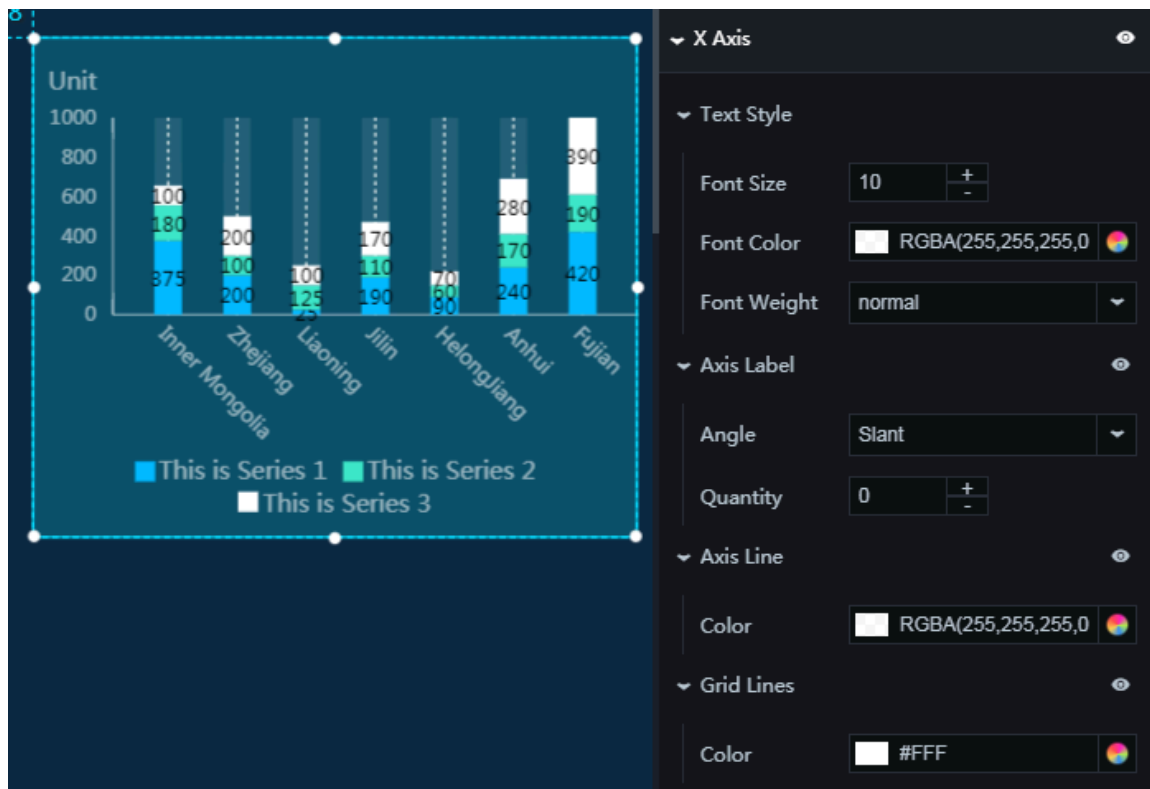 8
Unit
1000
800
600
400
200
0
100
180
375
200
100
200
100
125
25
170
110
190
70
60
90
280
170
240
390
190
420
Inner Mongolia
Zhejiang
Liaoning
Jilin
HelongJiang
Anhui
Fujian
This is Series 1
This is Series 2
This is Series 3
X Axis
Text Style
Font Size
10
+
-
Font Color
RGBA(255,255,255,0
Font Weight
normal
Axis Label
Angle
Slant
Quantity
0
+
-
Axis Line
Color
RGBA(255,255,255,0
Grid Lines
Color
#FFF